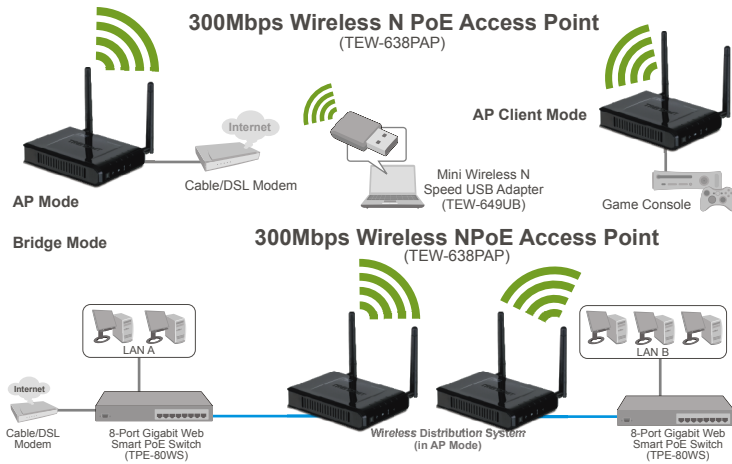 300Mbps Wireless N PoE Access Point
(TEW-638PAP)
Internet
AP Client Mode
Cable/DSL Modem
AP Mode
Mini Wireless N
Speed USB Adapter
(TEW-649UB)
Game Console
Bridge Mode
300Mbps Wireless NPoE Access Point
(TEW-638PAP)
LAN A
LAN B
Internet
Cable/DSL
Modem
8-Port Gigabit Web
Smart PoE Switch
(TPE-80WS)
Wireless Distribution System
(in AP Mode)
8-Port Gigabit Web
Smart PoE Switch
(TPE-80WS)